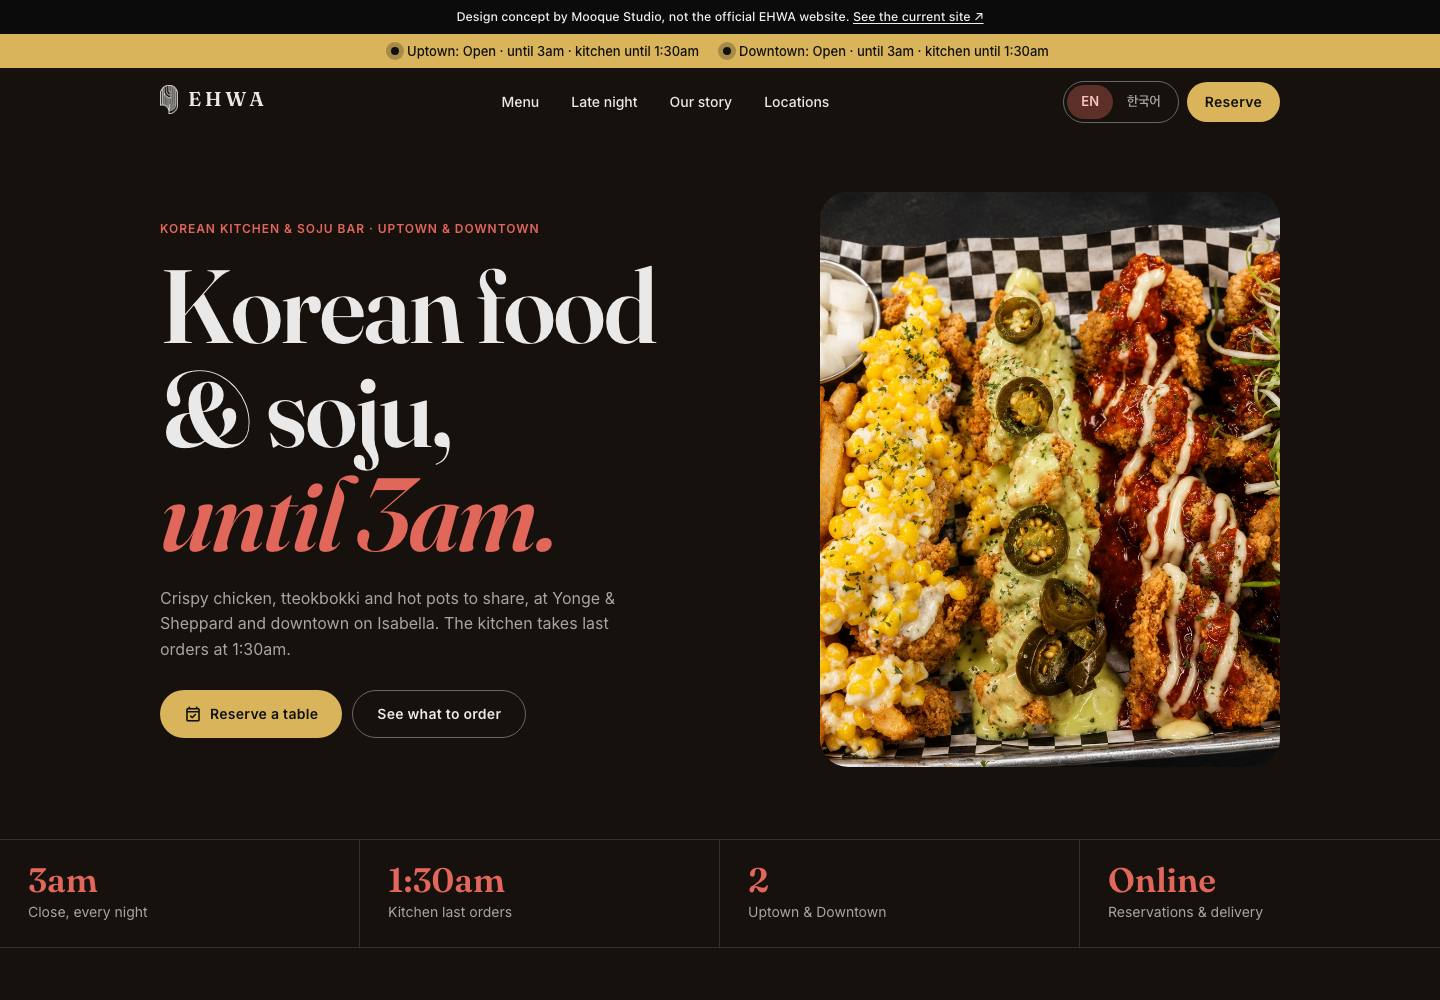 Design concept by Mooque Studio, not the official EHWA website. See the current site ↗
Uptown: Open · until 3am · kitchen until 1:30am
Downtown: Open · until 3am · kitchen until 1:30am
EHWA
Menu
Late night
Our story
Locations
EN
한국어
Reserve
KOREAN KITCHEN & SOJU BAR · UPTOWN & DOWNTOWN
Korean food
& soju,
until 3am.
Crispy chicken, tteokbokki and hot pots to share, at Yonge &
Sheppard and downtown on Isabella. The kitchen takes last
orders at 1:30am.
Reserve a table
See what to order
3am
Close, every night
1:30am
Kitchen last orders
2
Uptown & Downtown
Online
Reservations & delivery